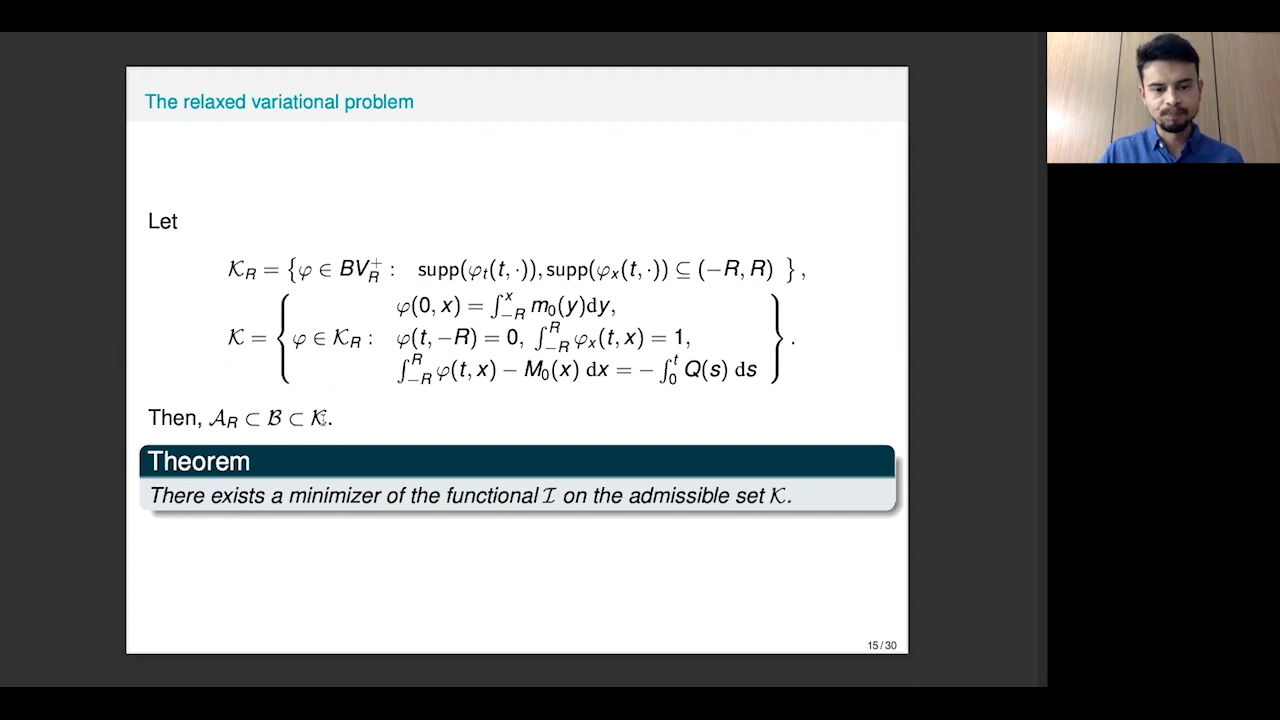 The relaxed variational problem
Let
𝒦_R = {φ ∈ BV_R^+ : supp(φ_t(t, ·)), supp(φ_x(t, ·)) ⊆ (−R, R) },
φ(0, x) = ∫_{−R}^x m_0(y)dy,
𝒦 = { φ ∈ 𝒦_R : φ(t, −R) = 0, ∫_{−R}^R φ_x(t, x) = 1, } .
∫_{−R}^R φ(t, x) − M_0(x) dx = − ∫_0^t Q(s) ds
Then, 𝒜_R ⊂ ℬ ⊂ 𝒦.
Theorem
There exists a minimizer of the functional ℐ on the admissible set 𝒦.
15 / 30